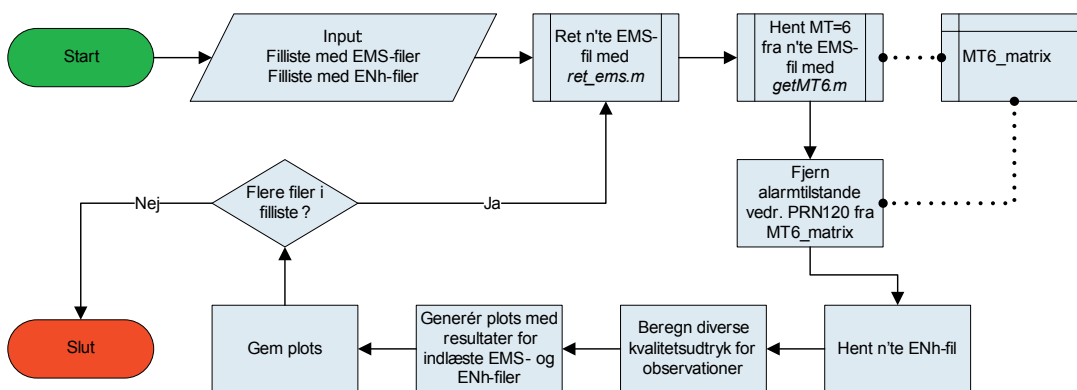 Start
Input:
Filliste med EMS-filer
Filliste med ENh-filer
Ret n'te EMS-
fil med
ret_ems.m
Hent MT=6
fra n'te EMS-
fil med
getMT6.m
MT6_matrix
Fjern
alarmtilstande
vedr. PRN120 fra
MT6_matrix
Flere filer i
filliste ?
Nej
Ja
Slut
Gem plots
Generér plots med
resultater for
indlæste EMS- og
ENh-filer
Beregn diverse
kvalitetsudtryk for
observationer
Hent n'te ENh-fil